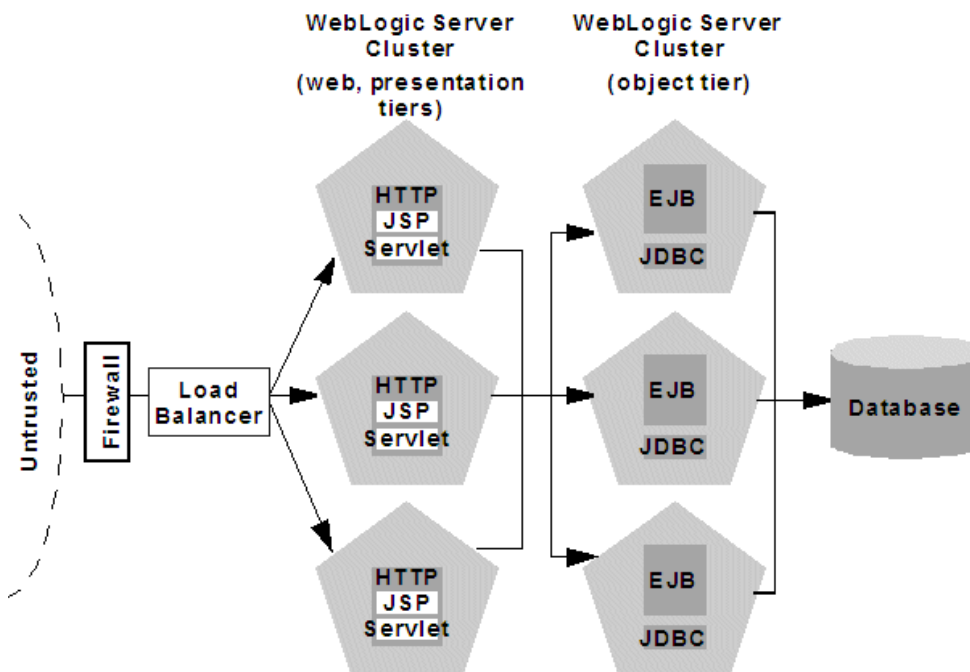 WebLogic Server
Cluster
(web, presentation
tiers)
WebLogic Server
Cluster
(object tier)
Untrusted
Firewall
Load
Balancer
HTTP
JSP
Servlet
HTTP
JSP
Servlet
HTTP
JSP
Servlet
EJB
JDBC
EJB
JDBC
EJB
JDBC
Database